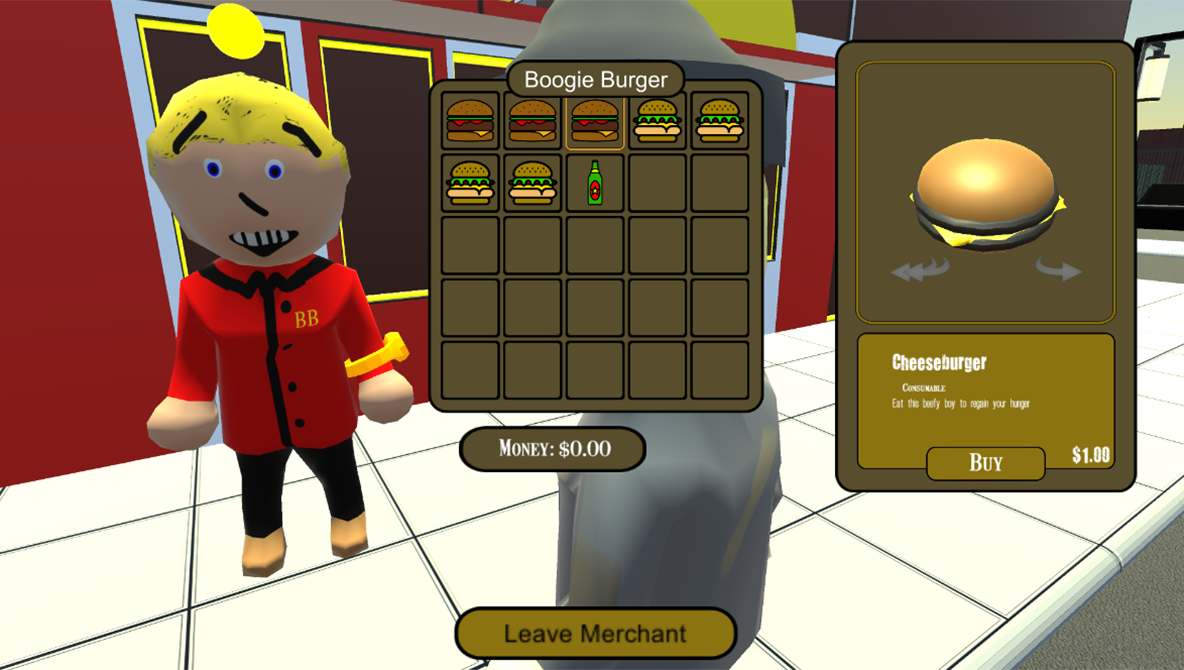 Boogie Burger
BB
Cheeseburger
Consumable
Eat this beefy boy to regain your hunger
Money: $0.00
Buy
$1.00
Leave Merchant